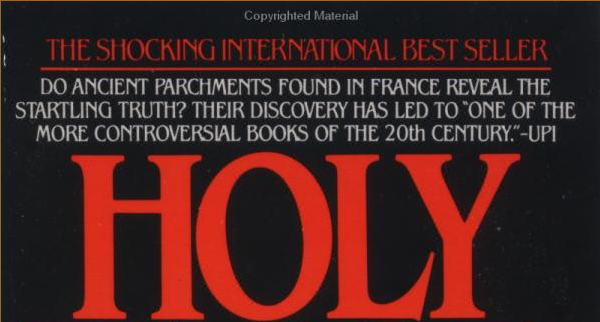 Copyrighted Material
THE SHOCKING INTERNATIONAL BEST SELLER
DO ANCIENT PARCHMENTS FOUND IN FRANCE REVEAL THE
STARTLING TRUTH? THEIR DISCOVERY HAS LED TO "ONE OF THE
MORE CONTROVERSIAL BOOKS OF THE 20th CENTURY."-UPI
HOLY